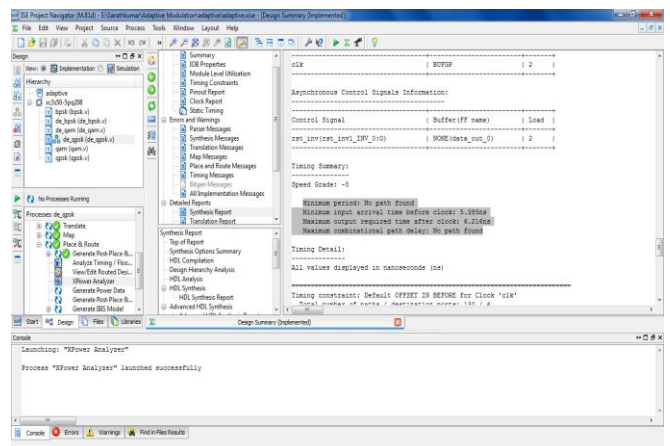 ISE Project Navigator (M.81d) - E:\Sarathkumar\Adaptive Modulation\adaptive\adaptive.xise - [Design Summary (Implemented)]
File Edit View Project Source Process Tools Window Layout Help
Design
View: Implementation Simulation
Hierarchy
adaptive
xc3s50-5pq208
bpsk (bpsk.v)
de_bpsk (de_bpsk.v)
de_qam (de_qam.v)
de_qpsk (de_qpsk.v)
qam (qam.v)
qpsk (qpsk.v)
No Processes Running
Processes: de_qpsk
Translate
Map
Place & Route
Generate Post-Place &...
Analyze Timing / Floo...
View/Edit Routed Desi...
XPower Analyzer
Generate Power Data
Generate Post-Place &...
Generate IBIS Model
Start Design Files Libraries
Summary
IOB Properties
Module Level Utilization
Timing Constraints
Pinout Report
Clock Report
Static Timing
Errors and Warnings
Parser Messages
Synthesis Messages
Translation Messages
Map Messages
Place and Route Messages
Timing Messages
Bitgen Messages
All Implementation Messages
Detailed Reports
Synthesis Report
Translation Report
Synthesis Report
Top of Report
Synthesis Options Summary
HDL Compilation
Design Hierarchy Analysis
HDL Analysis
HDL Synthesis
HDL Synthesis Report
Advanced HDL Synthesis
clk | BUFGP | 2 |
Asynchronous Control Signals Information:
Control Signal | Buffer(FF name) | Load |
rst_inv(rst_inv1_INV_0:O) | NONE(data_out_0) | 2 |
Timing Summary:
Speed Grade: -5
Minimum period: No path found
Minimum input arrival time before clock: 5.385ns
Maximum output required time after clock: 6.216ns
Maximum combinational path delay: No path found
Timing Detail:
All values displayed in nanoseconds (ns)
Timing constraint: Default OFFSET IN BEFORE for Clock 'clk'
Total number of paths / destination ports: 190 / 4
Design Summary (Implemented)
Console
Launching: "XPower Analyzer"
Process "XPower Analyzer" launched successfully
Console Errors Warnings Find in Files Results